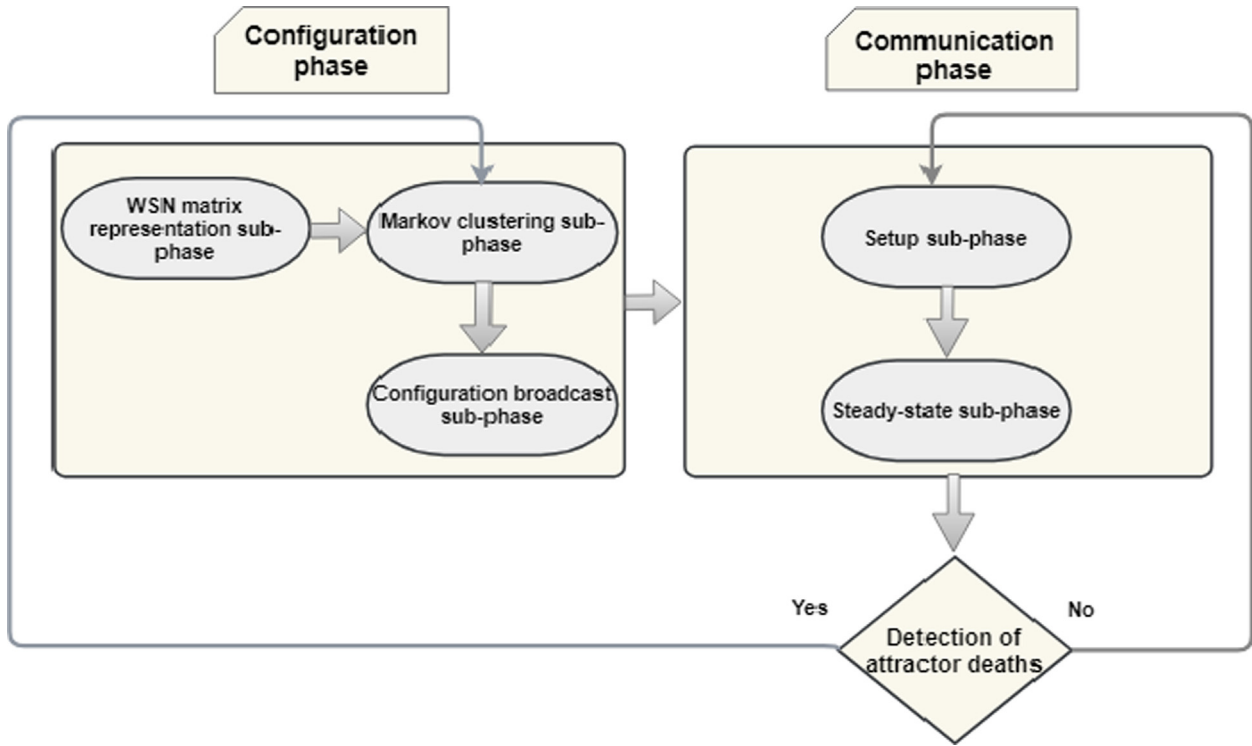 Configuration
phase
Communication
phase
WSN matrix
representation sub-
phase
Markov clustering sub-
phase
Configuration broadcast
sub-phase
Setup sub-phase
Steady-state sub-phase
Yes
No
Detection of
attractor deaths